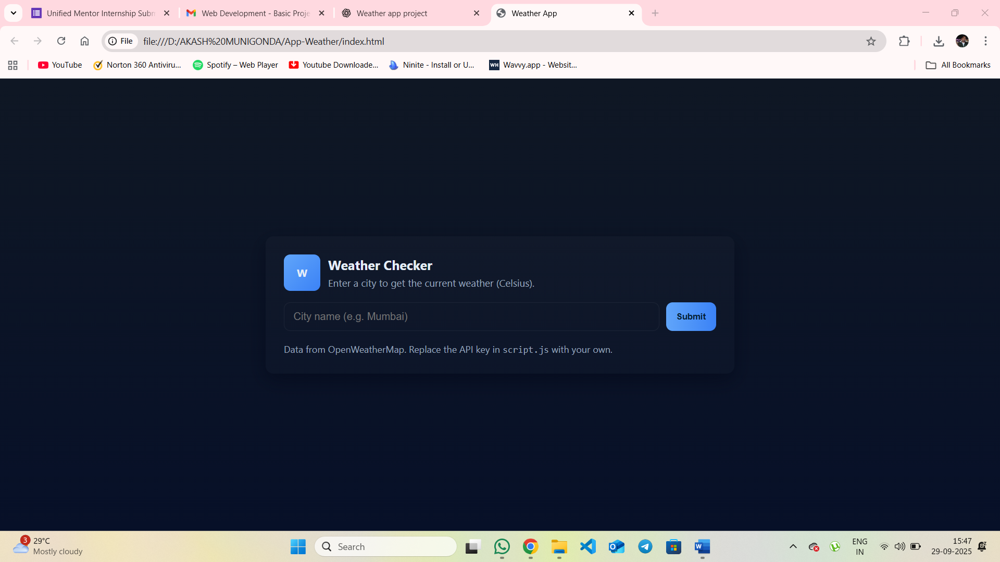 Unified Mentor Internship Subm
Web Development - Basic Proje
Weather app project
Weather App
File
file:///D:/AKASH%20MUNIGONDA/App-Weather/index.html
YouTube
Norton 360 Antiviru...
Spotify – Web Player
Youtube Downloade...
Ninite - Install or U...
WH
Wavvy.app - Websit...
All Bookmarks
W
Weather Checker
Enter a city to get the current weather (Celsius).
City name (e.g. Mumbai)
Submit
Data from OpenWeatherMap. Replace the API key in script.js with your own.
3
29°C
Mostly cloudy
Search
ENG
IN
15:47
29-09-2025